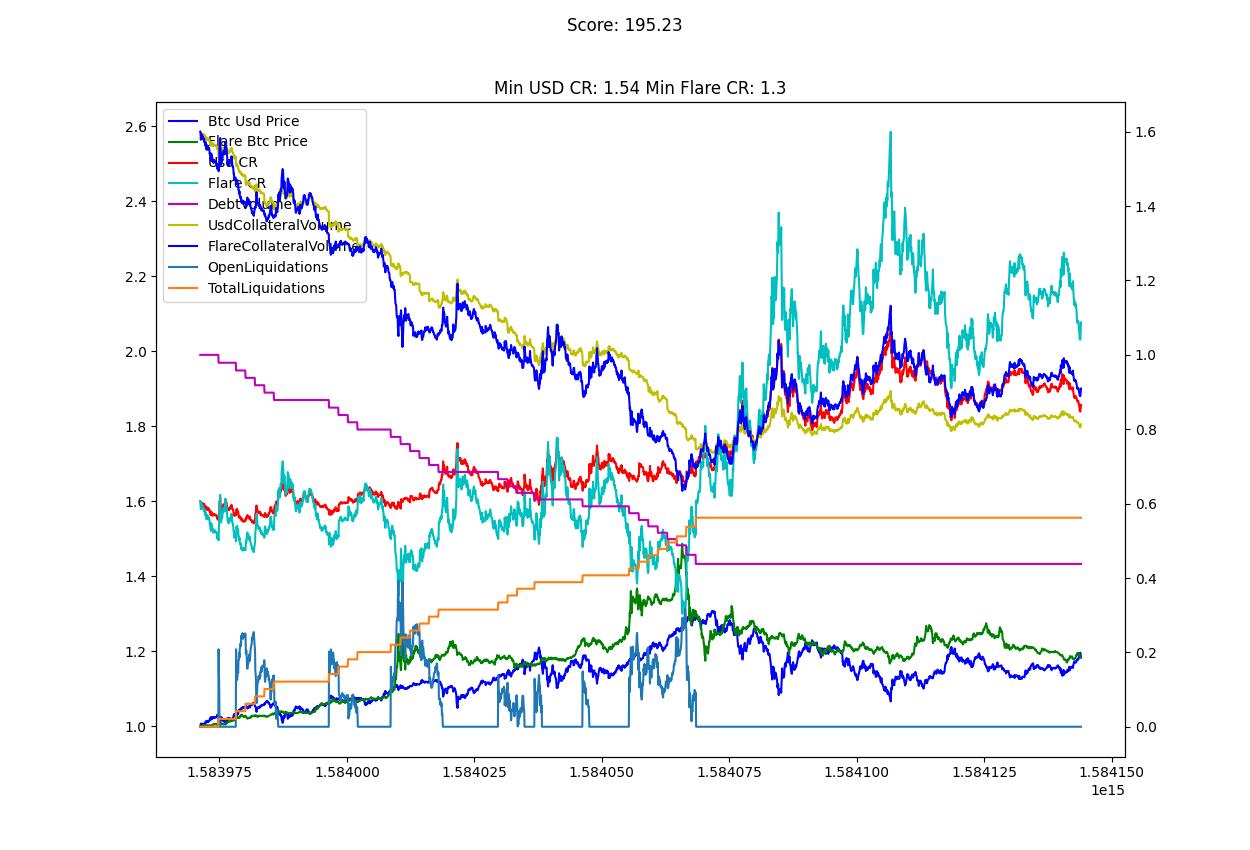 Score: 195.23
Min USD CR: 1.54 Min Flare CR: 1.3
Btc Usd Price
Flare Btc Price
Usd CR
Flare CR
DebtVolume
UsdCollateralVolume
FlareCollateralVolume
OpenLiquidations
TotalLiquidations
2.6
2.4
2.2
2.0
1.8
1.6
1.4
1.2
1.0
1.6
1.4
1.2
1.0
0.8
0.6
0.4
0.2
0.0
1.583975 1.584000 1.584025 1.584050 1.584075 1.584100 1.584125 1.584150
1e15